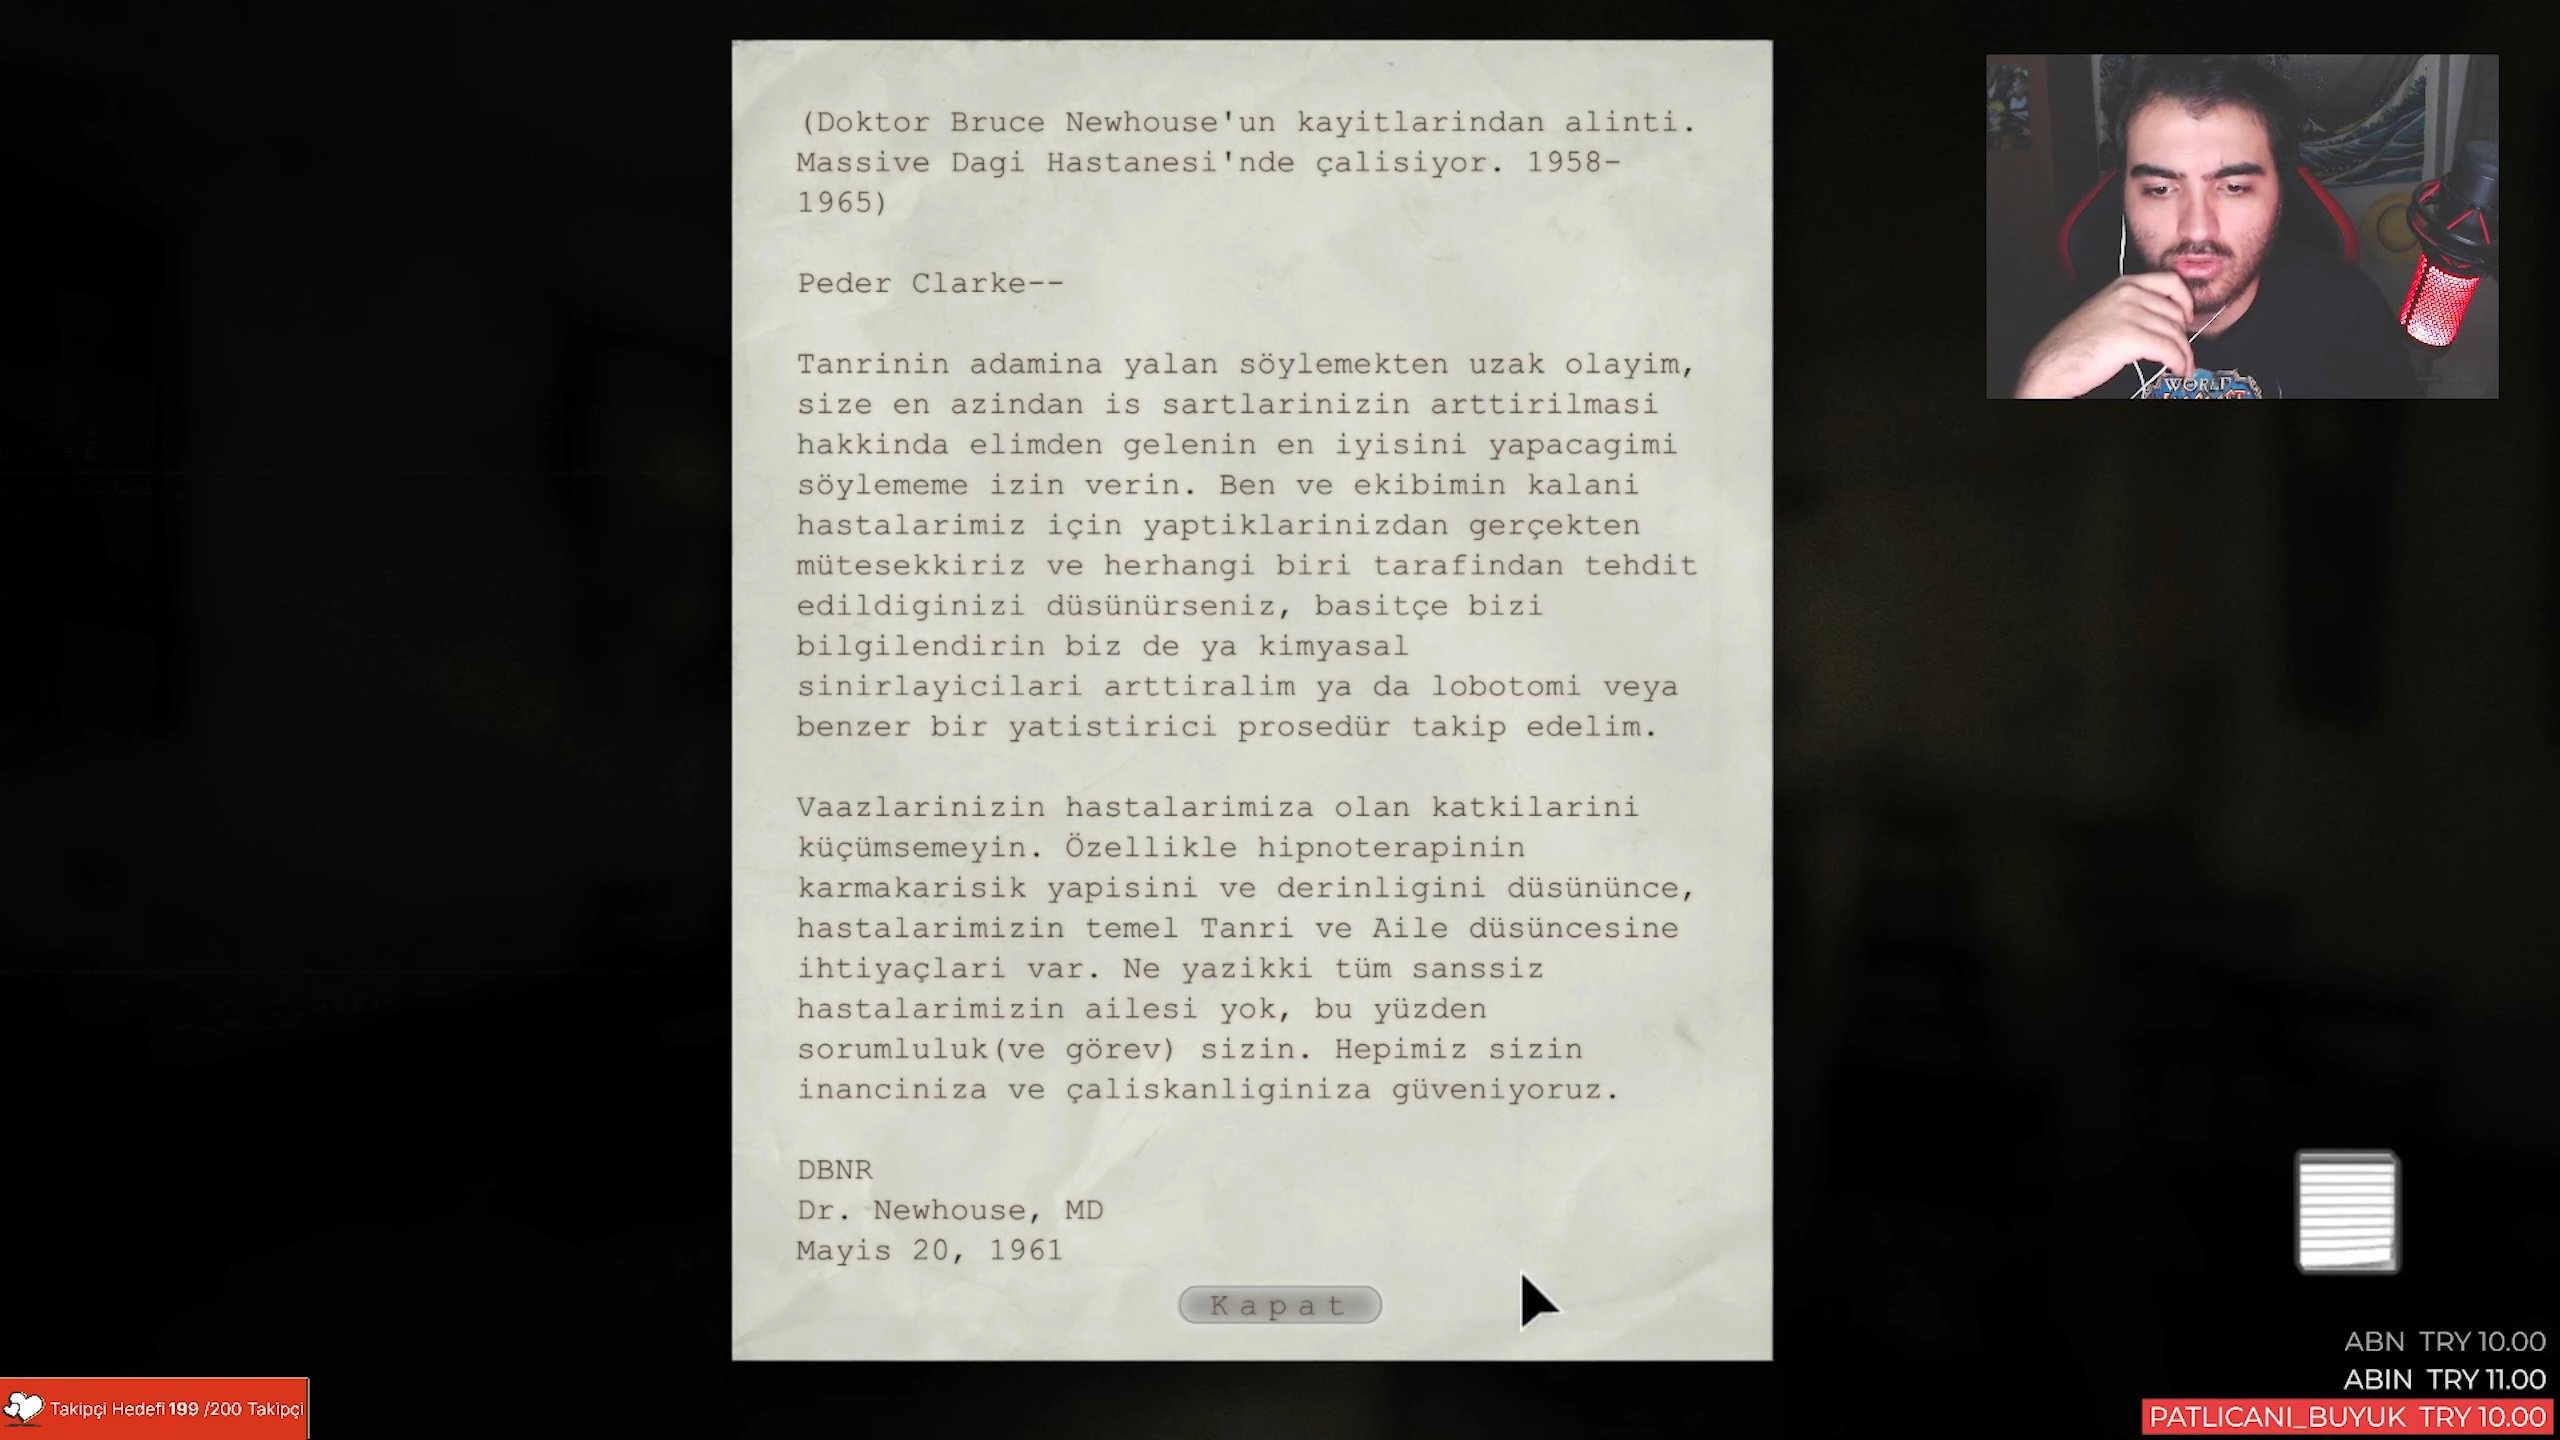 (Doktor Bruce Newhouse'un kayitlarindan alinti.
Massive Dagi Hastanesi'nde çalisiyor. 1958-
1965)
Peder Clarke--
Tanrinin adamina yalan söylemekten uzak olayim,
size en azindan is sartlarinizin arttirilmasi
hakkinda elimden gelenin en iyisini yapacagimi
söylememe izin verin. Ben ve ekibimin kalani
hastalarimiz için yaptiklarinizdan gerçekten
mütesekkiriz ve herhangi biri tarafindan tehdit
edildiginizi düsünürseniz, basitçe bizi
bilgilendirin biz de ya kimyasal
sinirlayicilari arttiralim ya da lobotomi veya
benzer bir yatistirici prosedür takip edelim.
Vaazlarinizin hastalarimiza olan katkilarini
küçümsemeyin. Özellikle hipnoterapinin
karmakarisik yapisini ve derinligini düsününce,
hastalarimizin temel Tanri ve Aile düsüncesine
ihtiyaçlari var. Ne yazikki tüm sanssiz
hastalarimizin ailesi yok, bu yüzden
sorumluluk(ve görev) sizin. Hepimiz sizin
inanciniza ve çaliskanliginiza güveniyoruz.
DBNR
Dr. Newhouse, MD
Mayis 20, 1961
Kapat
WORLD
ABN TRY 10.00
ABIN TRY 11.00
PATLICANI_BUYUK TRY 10.00
Takipçi Hedefi 199 /200 Takipçi